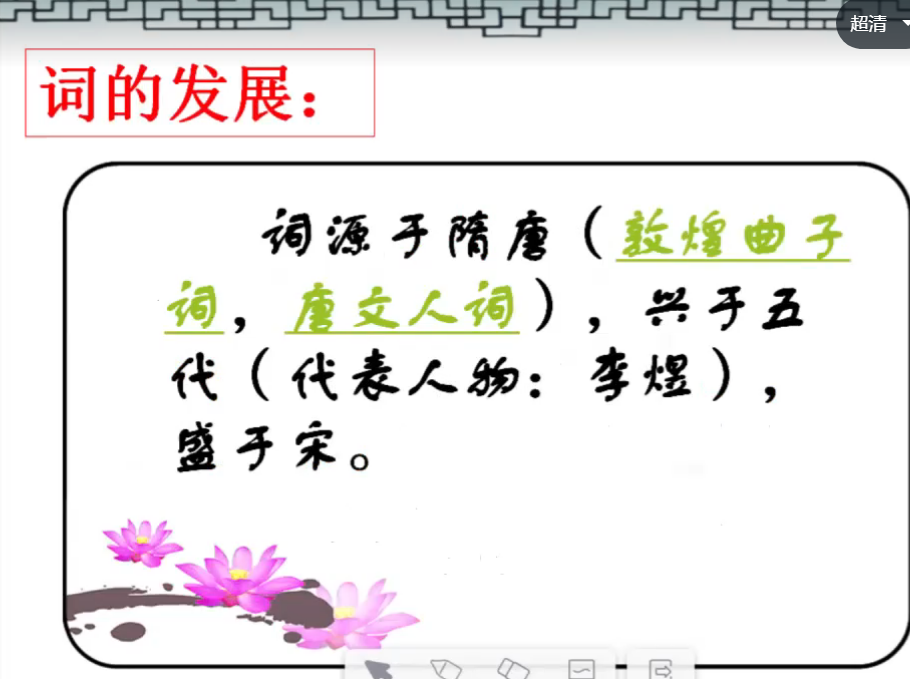 超清
词的发展：
词源于隋唐（敦煌曲子
词，唐文人词），兴于五
代（代表人物：李煜），
盛于宋。